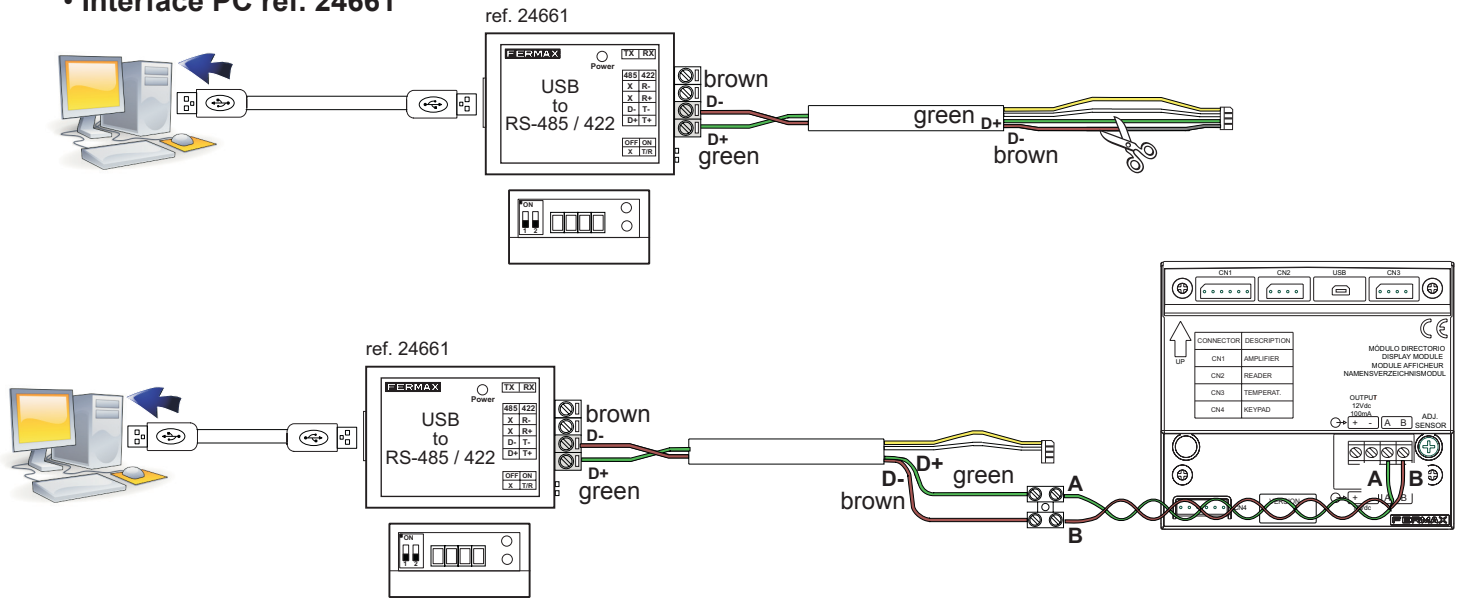 • Interface PC ref. 24661
ref. 24661
FERMAX
Power
TX RX
USB
to
RS-485 / 422
485 422
X R-
X R+
D- T-
D+ T+
OFF ON
X T/R
brown
D-
D+
green
green D+
D-
brown
ON
1 2
ref. 24661
FERMAX
Power
TX RX
USB
to
RS-485 / 422
485 422
X R-
X R+
D- T-
D+ T+
OFF ON
X T/R
brown
D-
D+
green
D+ green
D-
brown
A
B
ON
1 2
CN1 CN2 USB CN3
UP
CONNECTOR DESCRIPTION
CN1 AMPLIFIER
CN2 READER
CN3 TEMPERAT.
CN4 KEYPAD
CE
MÓDULO DIRECTORIO
DISPLAY MODULE
MODULE AFFICHEUR
NAMENSVERZEICHNISMODUL
OUTPUT
12Vdc
100mA
+ - A B
ADJ.
SENSOR
A B
CN4
VERSION
+ A B
FERMAX